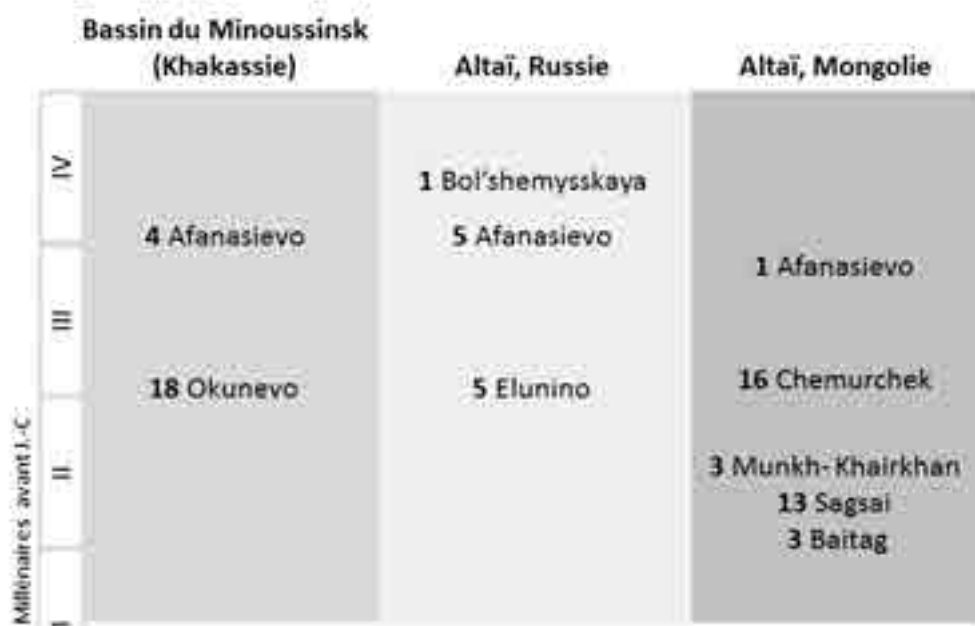 Bassin du Minoussinsk
(Khakassie)
Altaï, Russie
Altaï, Mongolie
IV
1 Bol'shemysskaya
4 Afanasievo
5 Afanasievo
1 Afanasievo
III
18 Okunevo
5 Elunino
16 Chemurchek
II
3 Munkh-Khairkhan
13 Sagsai
3 Baitag
Millénaires avant J.-C.